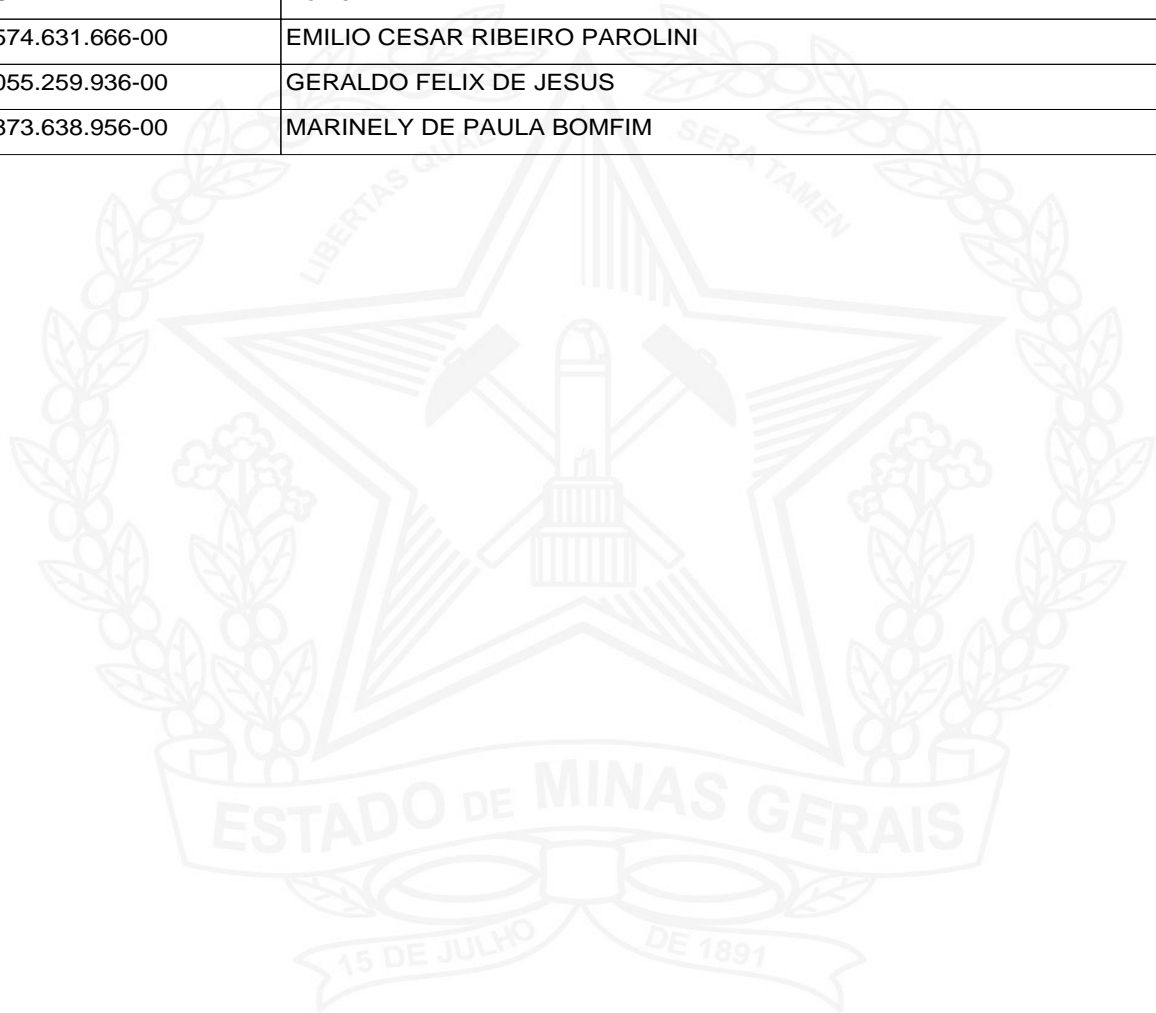 574.631.666-00 EMILIO CESAR RIBEIRO PAROLINI
055.259.936-00 GERALDO FELIX DE JESUS
873.638.956-00 MARINELY DE PAULA BOMFIM
LIBERTAS QUAE SERA TAMEN
ESTADO DE MINAS GERAIS
15 DE JULHO DE 1891